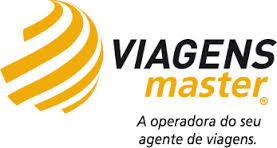 VIAGENS
master®
A operadora do seu
agente de viagens.